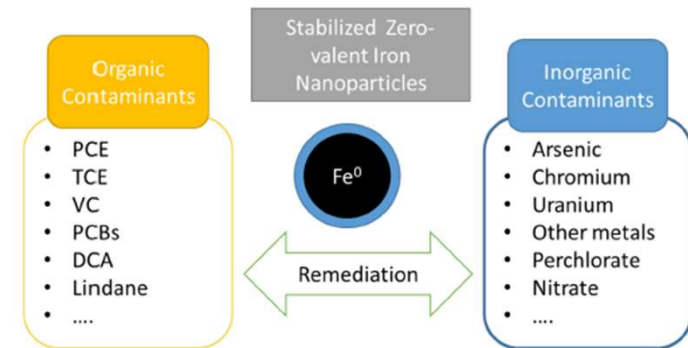 Stabilized Zero-
valent Iron
Nanoparticles
Organic
Contaminants
• PCE
• TCE
• VC
• PCBs
• DCA
• Lindane
• ....
Fe⁰
Remediation
Inorganic
Contaminants
• Arsenic
• Chromium
• Uranium
• Other metals
• Perchlorate
• Nitrate
• ....